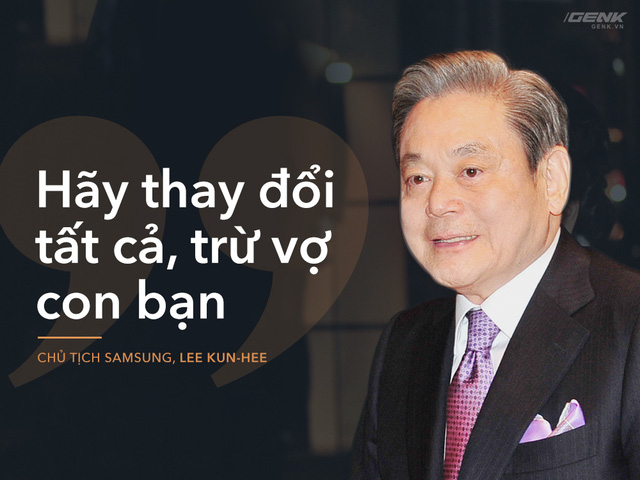 /GENK
GENK.VN
Hãy thay đổi
tất cả, trừ vợ
con bạn
CHỦ TỊCH SAMSUNG, LEE KUN-HEE